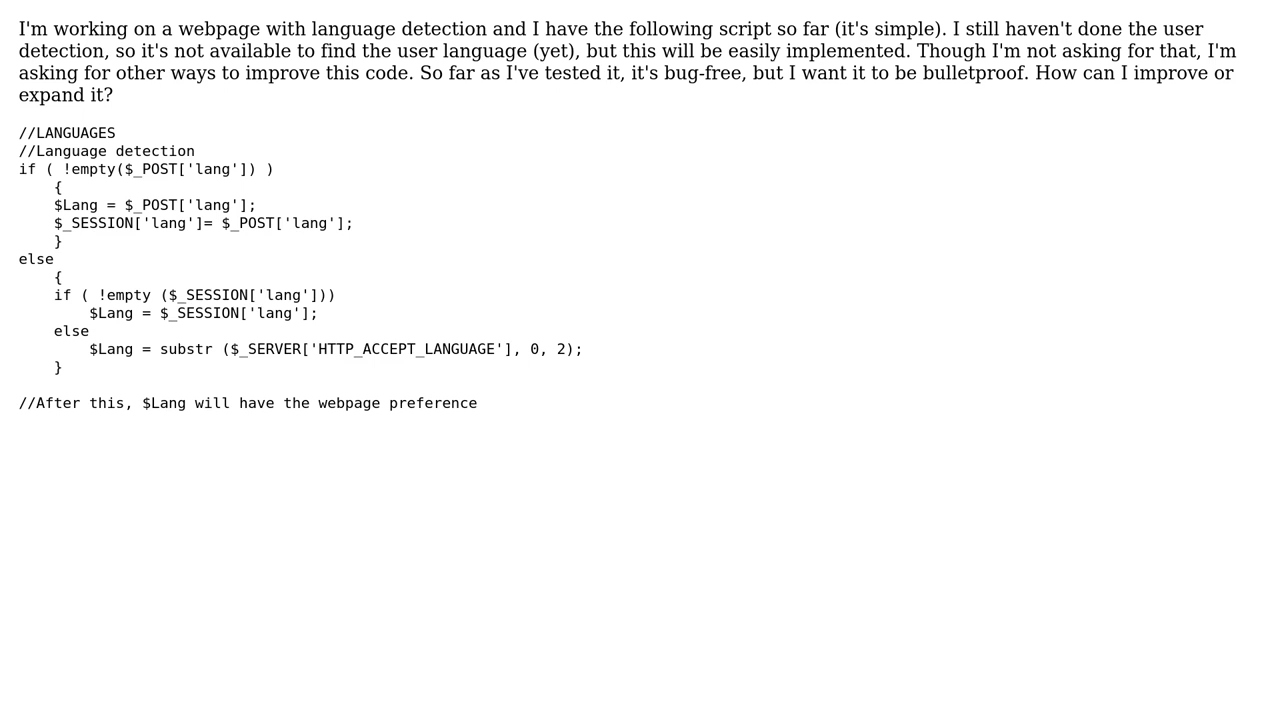 I'm working on a webpage with language detection and I have the following script so far (it's simple). I still haven't done the user
detection, so it's not available to find the user language (yet), but this will be easily implemented. Though I'm not asking for that, I'm
asking for other ways to improve this code. So far as I've tested it, it's bug-free, but I want it to be bulletproof. How can I improve or
expand it?
//LANGUAGES
//Language detection
if ( !empty($_POST['lang']) )
    {
    $Lang = $_POST['lang'];
    $_SESSION['lang']= $_POST['lang'];
    }
else
    {
    if ( !empty ($_SESSION['lang']))
        $Lang = $_SESSION['lang'];
    else
        $Lang = substr ($_SERVER['HTTP_ACCEPT_LANGUAGE'], 0, 2);
    }
//After this, $Lang will have the webpage preference